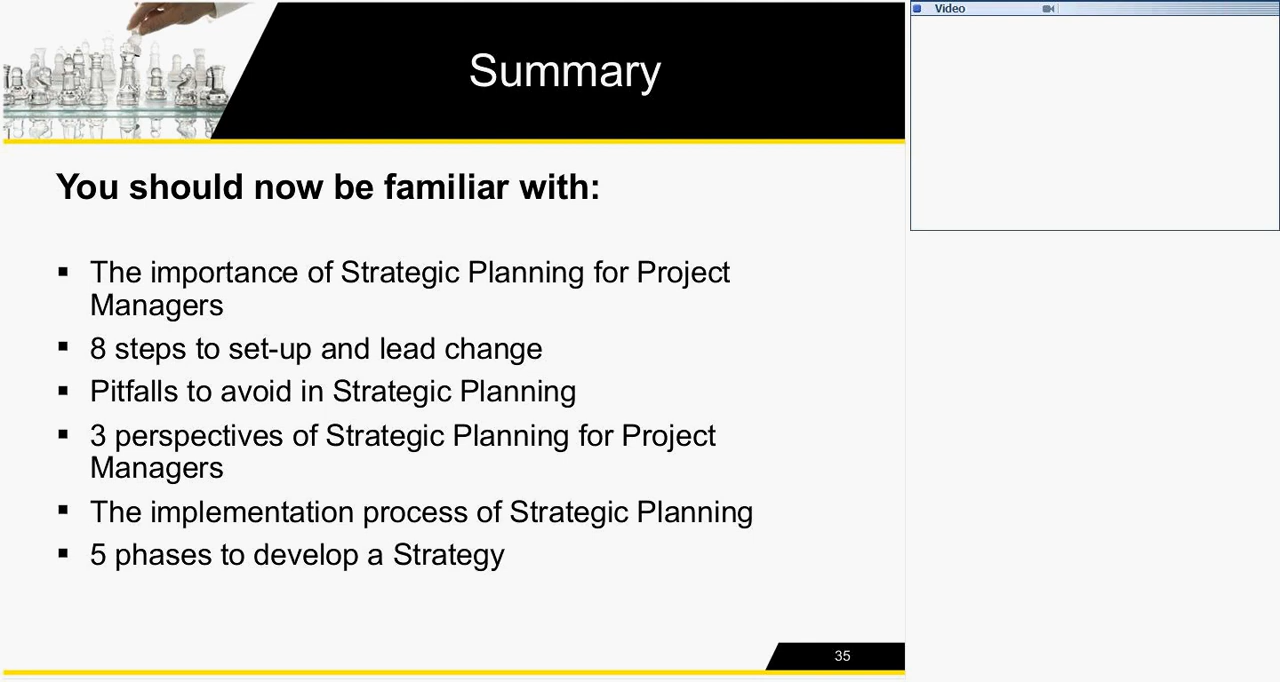 Summary
Video
You should now be familiar with:
▪ The importance of Strategic Planning for Project
Managers
▪ 8 steps to set-up and lead change
▪ Pitfalls to avoid in Strategic Planning
▪ 3 perspectives of Strategic Planning for Project
Managers
▪ The implementation process of Strategic Planning
▪ 5 phases to develop a Strategy
35